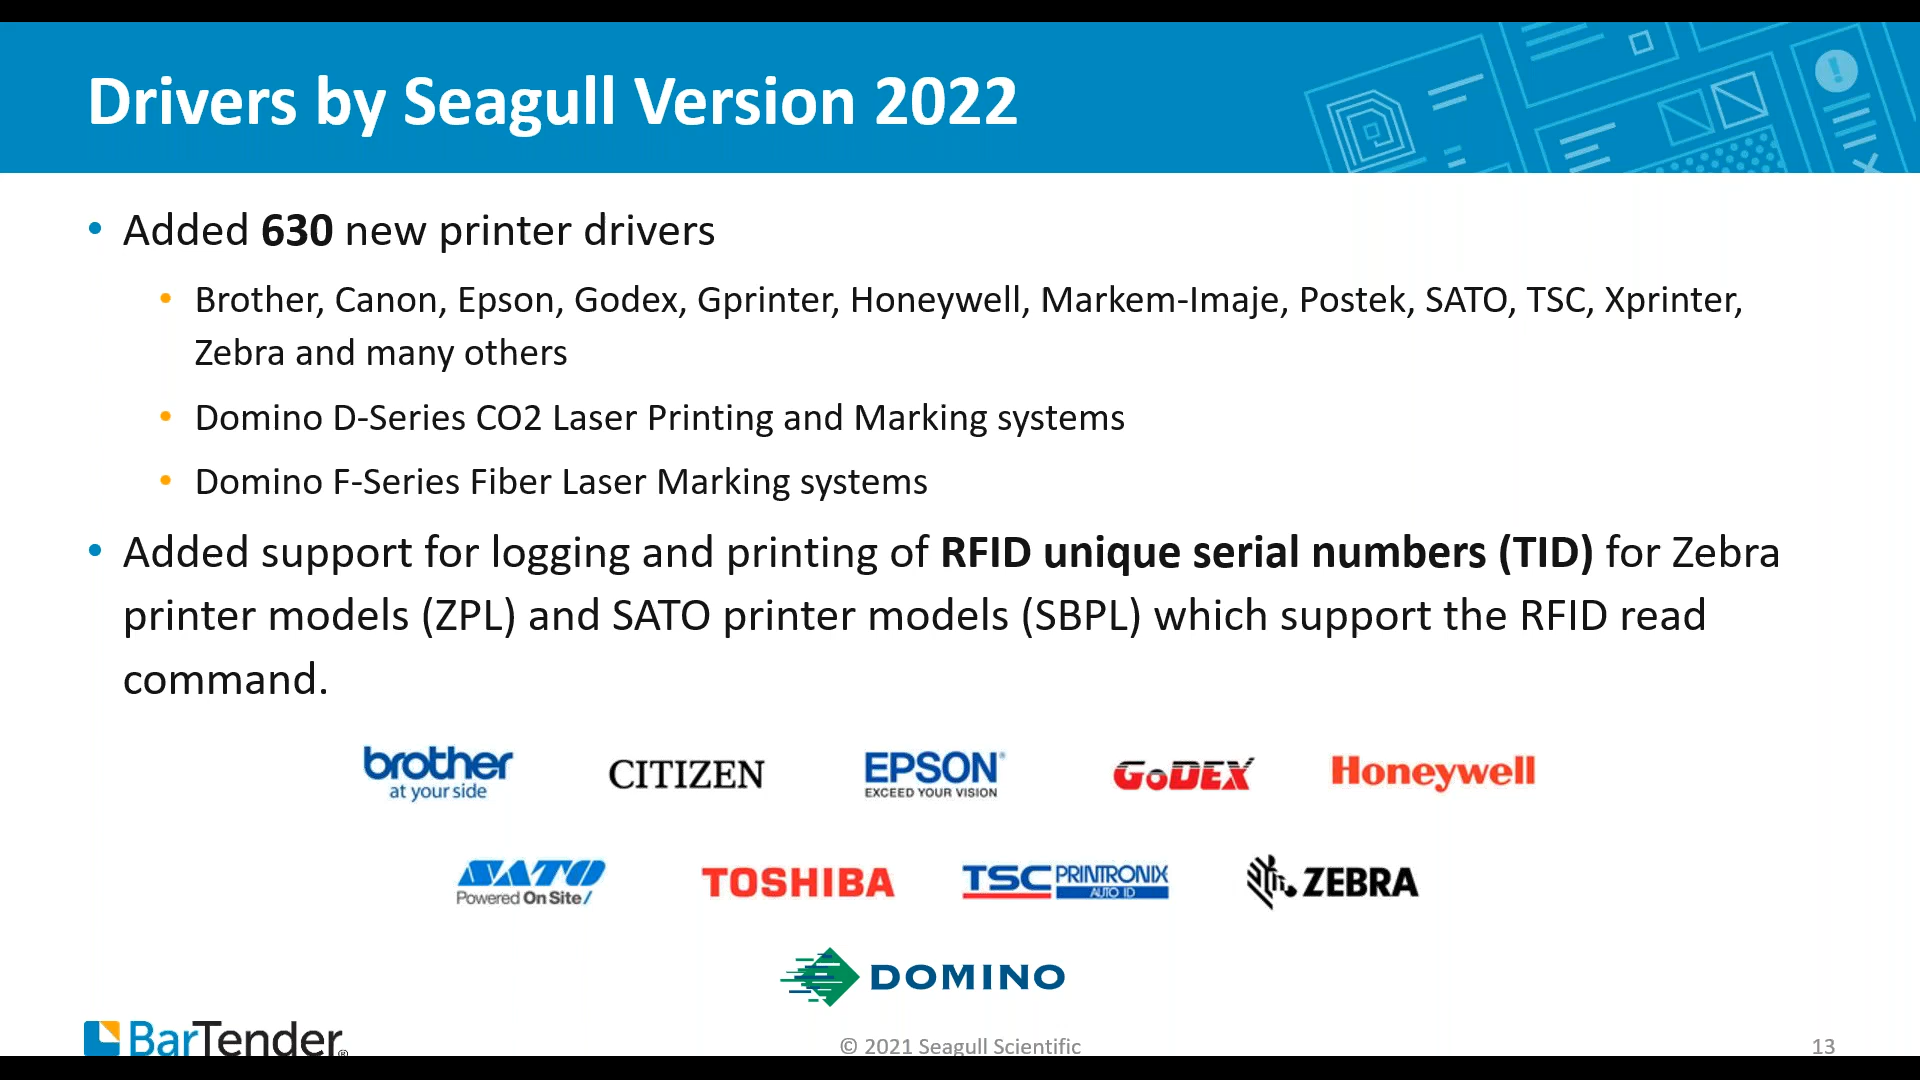 Drivers by Seagull Version 2022
• Added 630 new printer drivers
• Brother, Canon, Epson, Godex, Gprinter, Honeywell, Markem-Imaje, Postek, SATO, TSC, Xprinter,
Zebra and many others
• Domino D-Series CO2 Laser Printing and Marking systems
• Domino F-Series Fiber Laser Marking systems
• Added support for logging and printing of RFID unique serial numbers (TID) for Zebra
printer models (ZPL) and SATO printer models (SBPL) which support the RFID read
command.
brother
at your side
CITIZEN
EPSON®
EXCEED YOUR VISION
GODEX
Honeywell
SATO
Powered On Site/
TOSHIBA
TSC PRINTRONIX
AUTO ID
ZEBRA
DOMINO
BarTender®
© 2021 Seagull Scientific
13